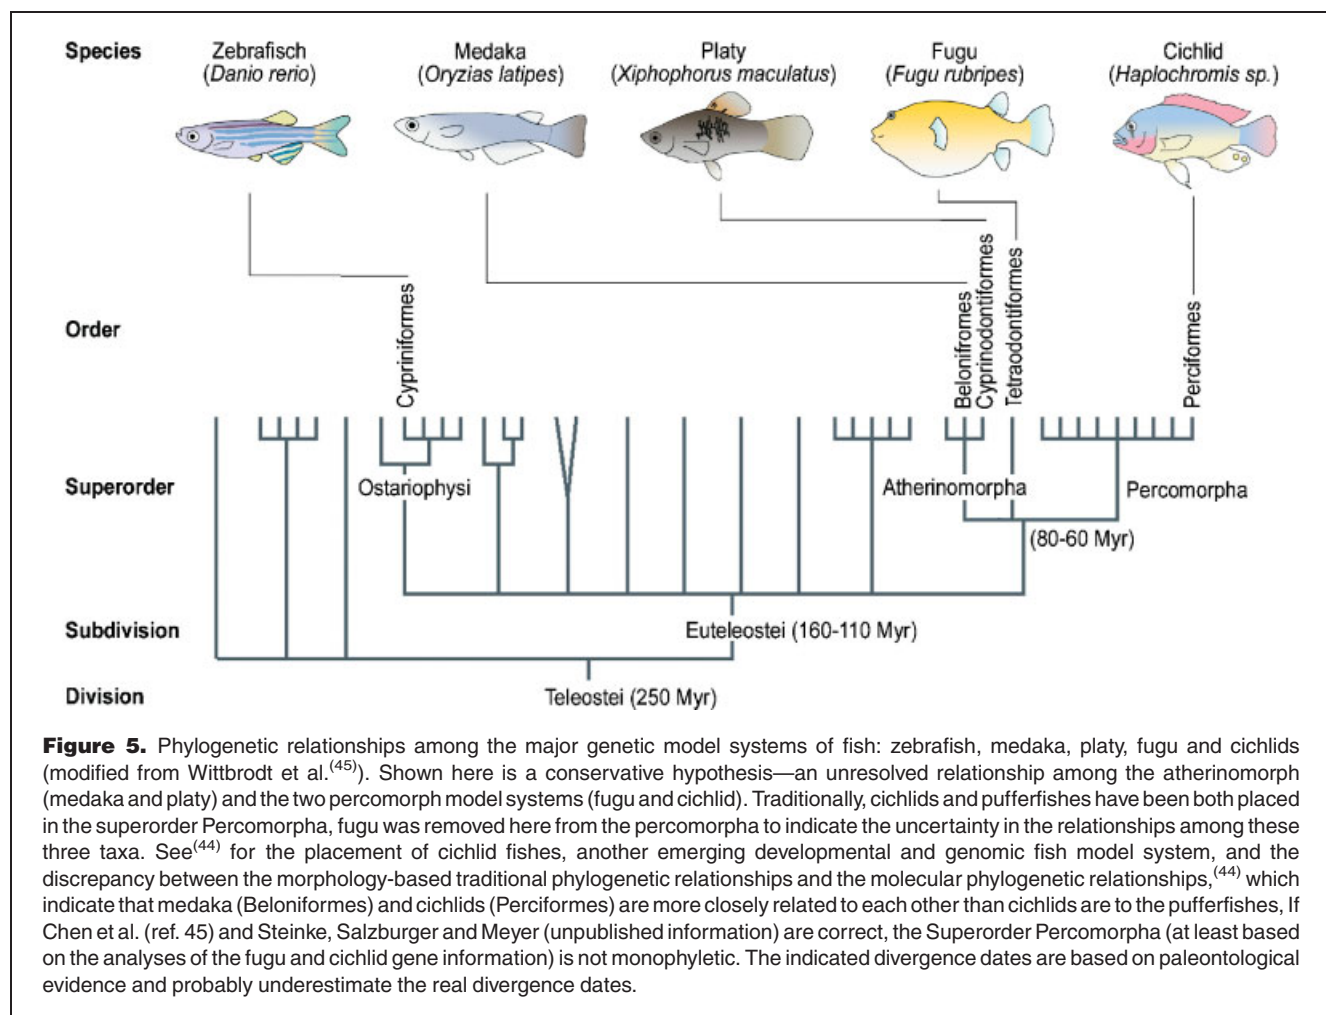 Species
Zebrafisch
(Danio rerio)
Medaka
(Oryzias latipes)
Platy
(Xiphophorus maculatus)
Fugu
(Fugu rubripes)
Cichlid
(Haplochromis sp.)
Order
Cypriniformes
Belonifromes
Cyprinodontiformes
Tetraodontiformes
Perciformes
Superorder
Ostariophysi
Atherinomorpha
Percomorpha
(80-60 Myr)
Subdivision
Euteleostei (160-110 Myr)
Division
Teleostei (250 Myr)
Figure 5. Phylogenetic relationships among the major genetic model systems of fish: zebrafish, medaka, platy, fugu and cichlids
(modified from Wittbrodt et al.(45)). Shown here is a conservative hypothesis—an unresolved relationship among the atherinomorph
(medaka and platy) and the two percomorph model systems (fugu and cichlid). Traditionally, cichlids and pufferfishes have been both placed
in the superorder Percomorpha, fugu was removed here from the percomorpha to indicate the uncertainty in the relationships among these
three taxa. See(44) for the placement of cichlid fishes, another emerging developmental and genomic fish model system, and the
discrepancy between the morphology-based traditional phylogenetic relationships and the molecular phylogenetic relationships,(44) which
indicate that medaka (Beloniformes) and cichlids (Perciformes) are more closely related to each other than cichlids are to the pufferfishes, If
Chen et al. (ref. 45) and Steinke, Salzburger and Meyer (unpublished information) are correct, the Superorder Percomorpha (at least based
on the analyses of the fugu and cichlid gene information) is not monophyletic. The indicated divergence dates are based on paleontological
evidence and probably underestimate the real divergence dates.